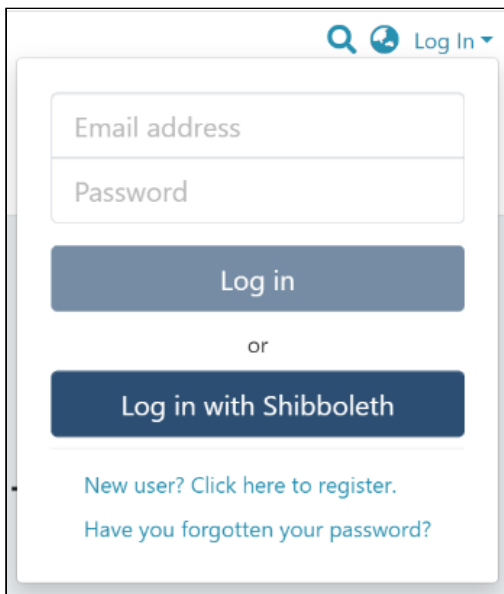 Log In
Email address
Password
Log in
or
Log in with Shibboleth
New user? Click here to register.
Have you forgotten your password?